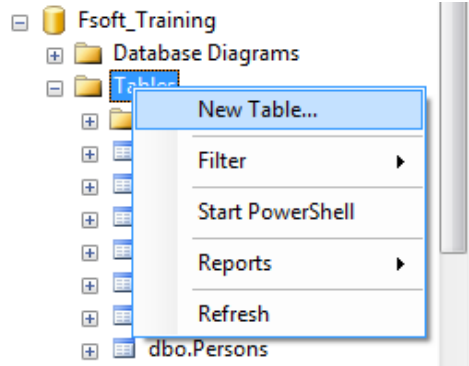 Fsoft_Training
Database Diagrams
Tables
New Table...
Filter
Start PowerShell
Reports
Refresh
dbo.Persons